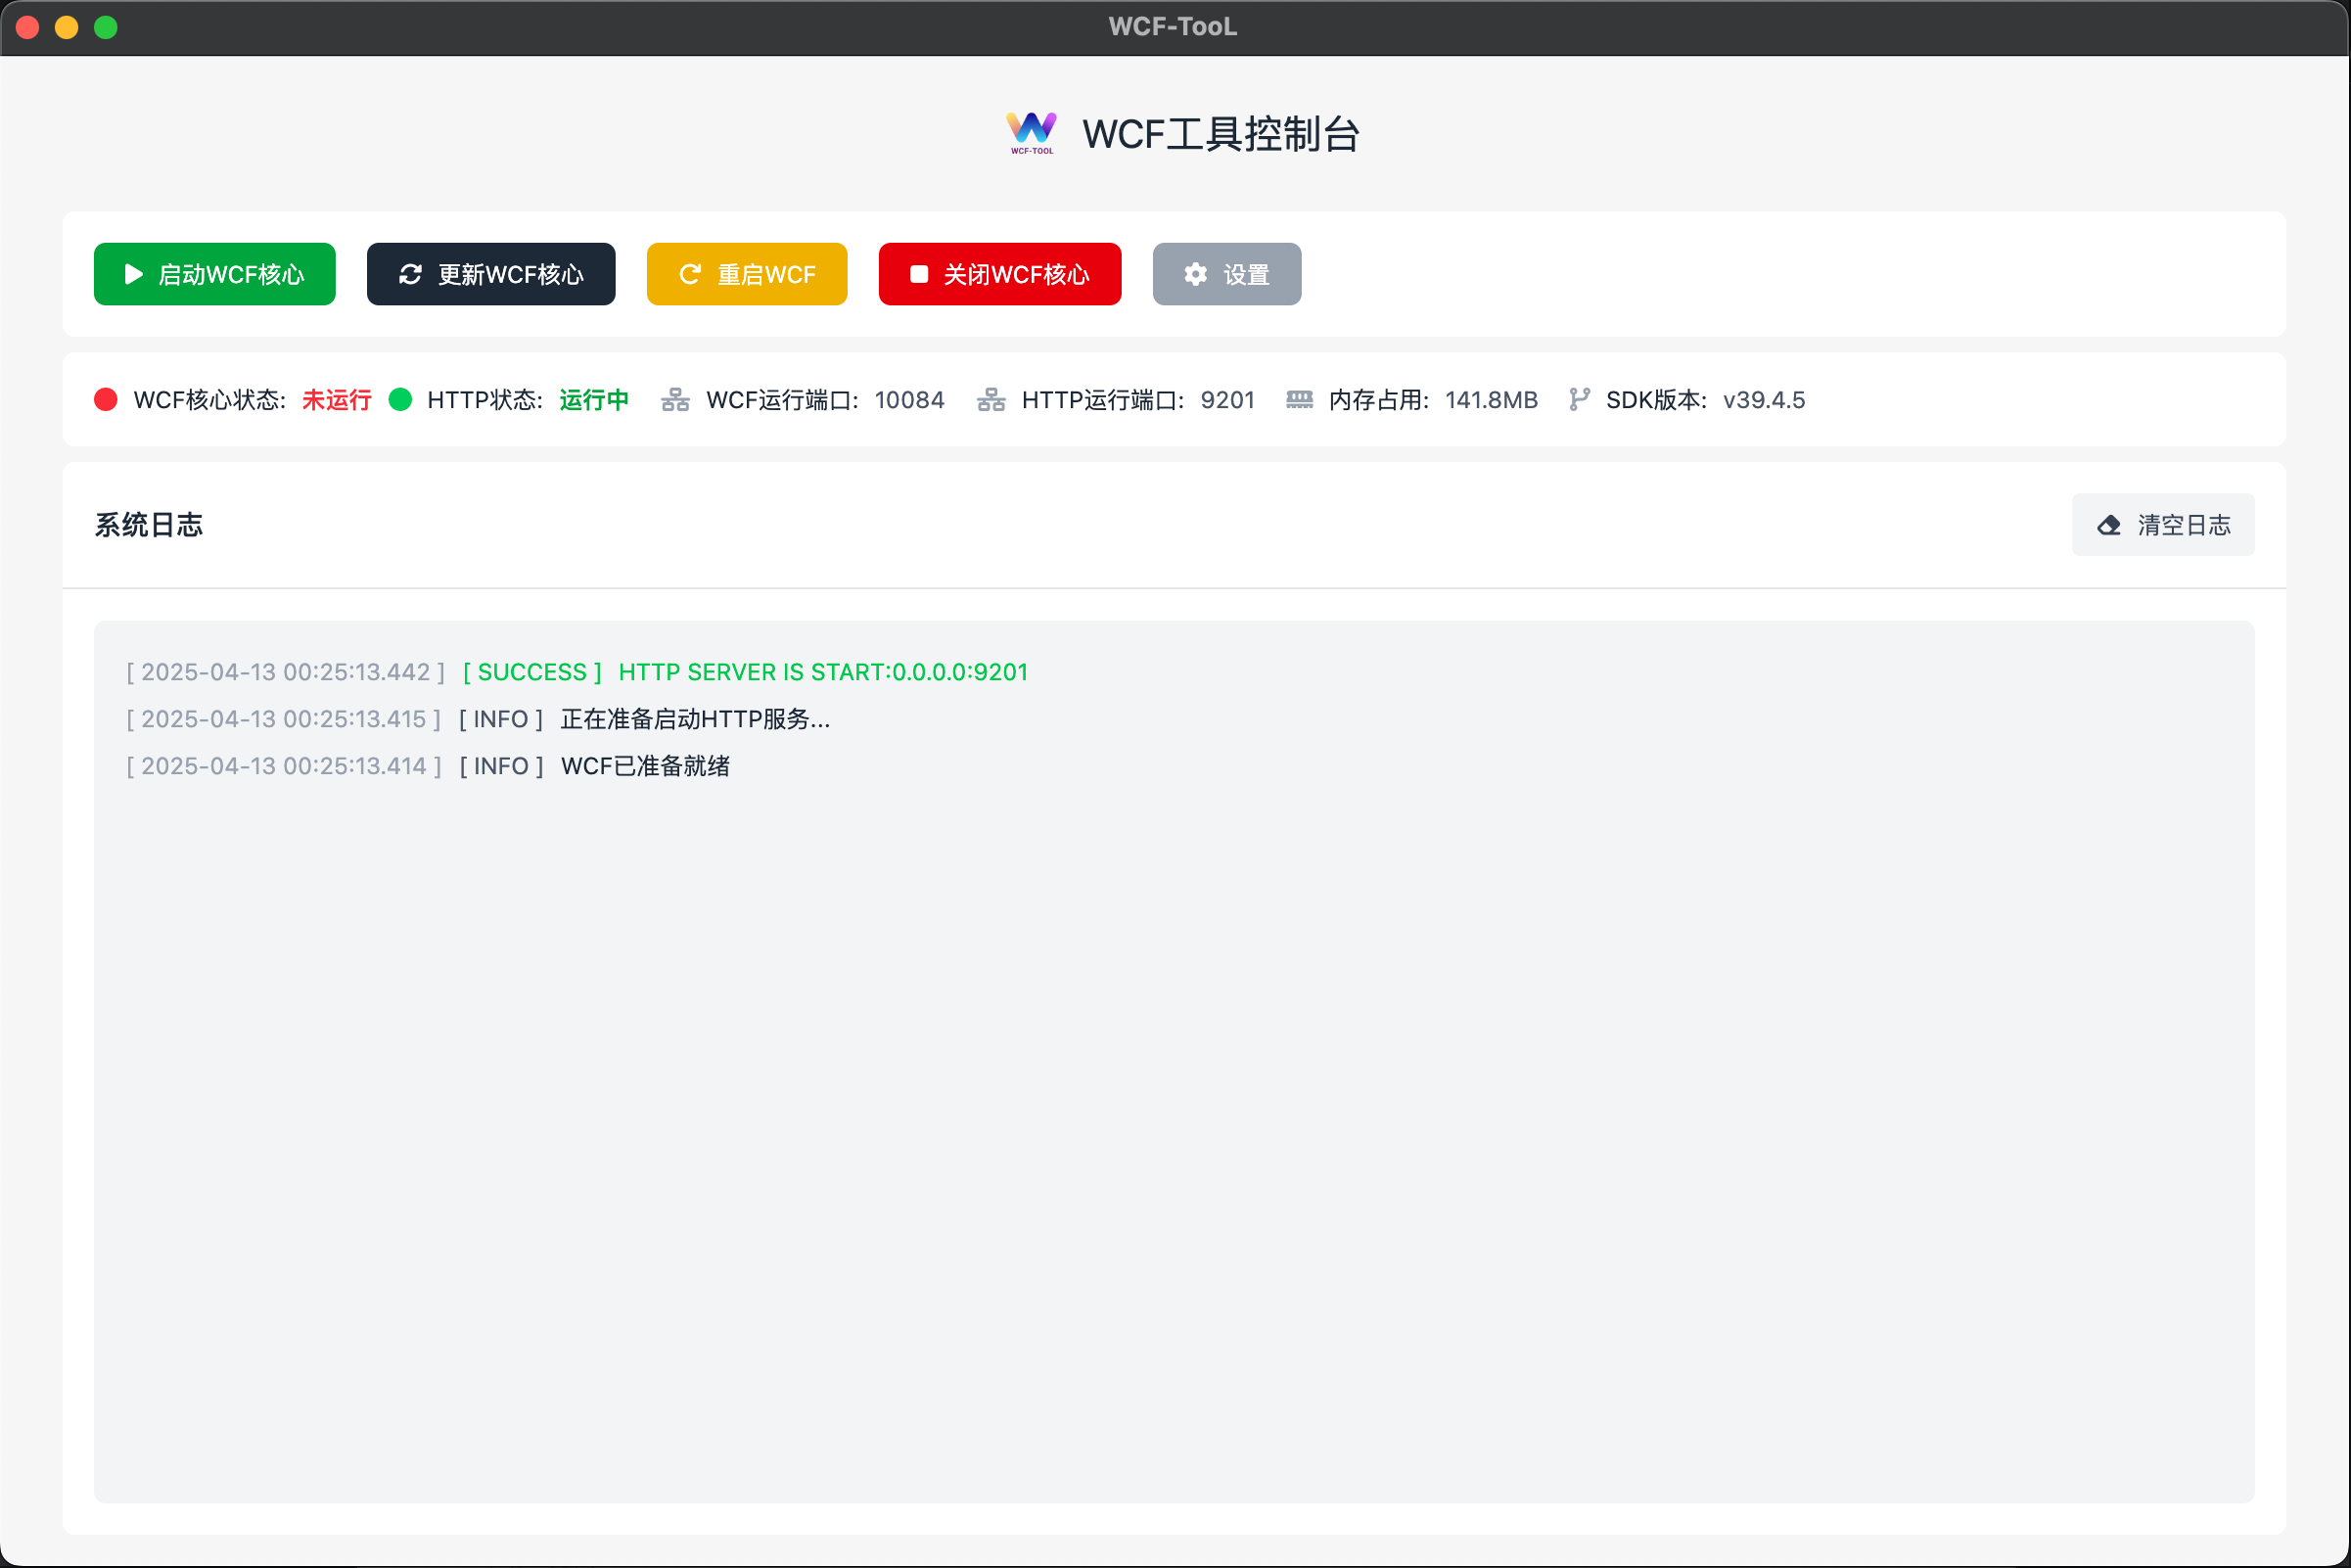 WCF-TooL
WCF-TOOL
WCF工具控制台
启动WCF核心 更新WCF核心 重启WCF 关闭WCF核心 设置
WCF核心状态: 未运行 HTTP状态: 运行中 WCF运行端口: 10084 HTTP运行端口: 9201 内存占用: 141.8MB SDK版本: v39.4.5
系统日志 清空日志
[ 2025-04-13 00:25:13.442 ] [ SUCCESS ] HTTP SERVER IS START:0.0.0.0:9201
[ 2025-04-13 00:25:13.415 ] [ INFO ] 正在准备启动HTTP服务...
[ 2025-04-13 00:25:13.414 ] [ INFO ] WCF已准备就绪